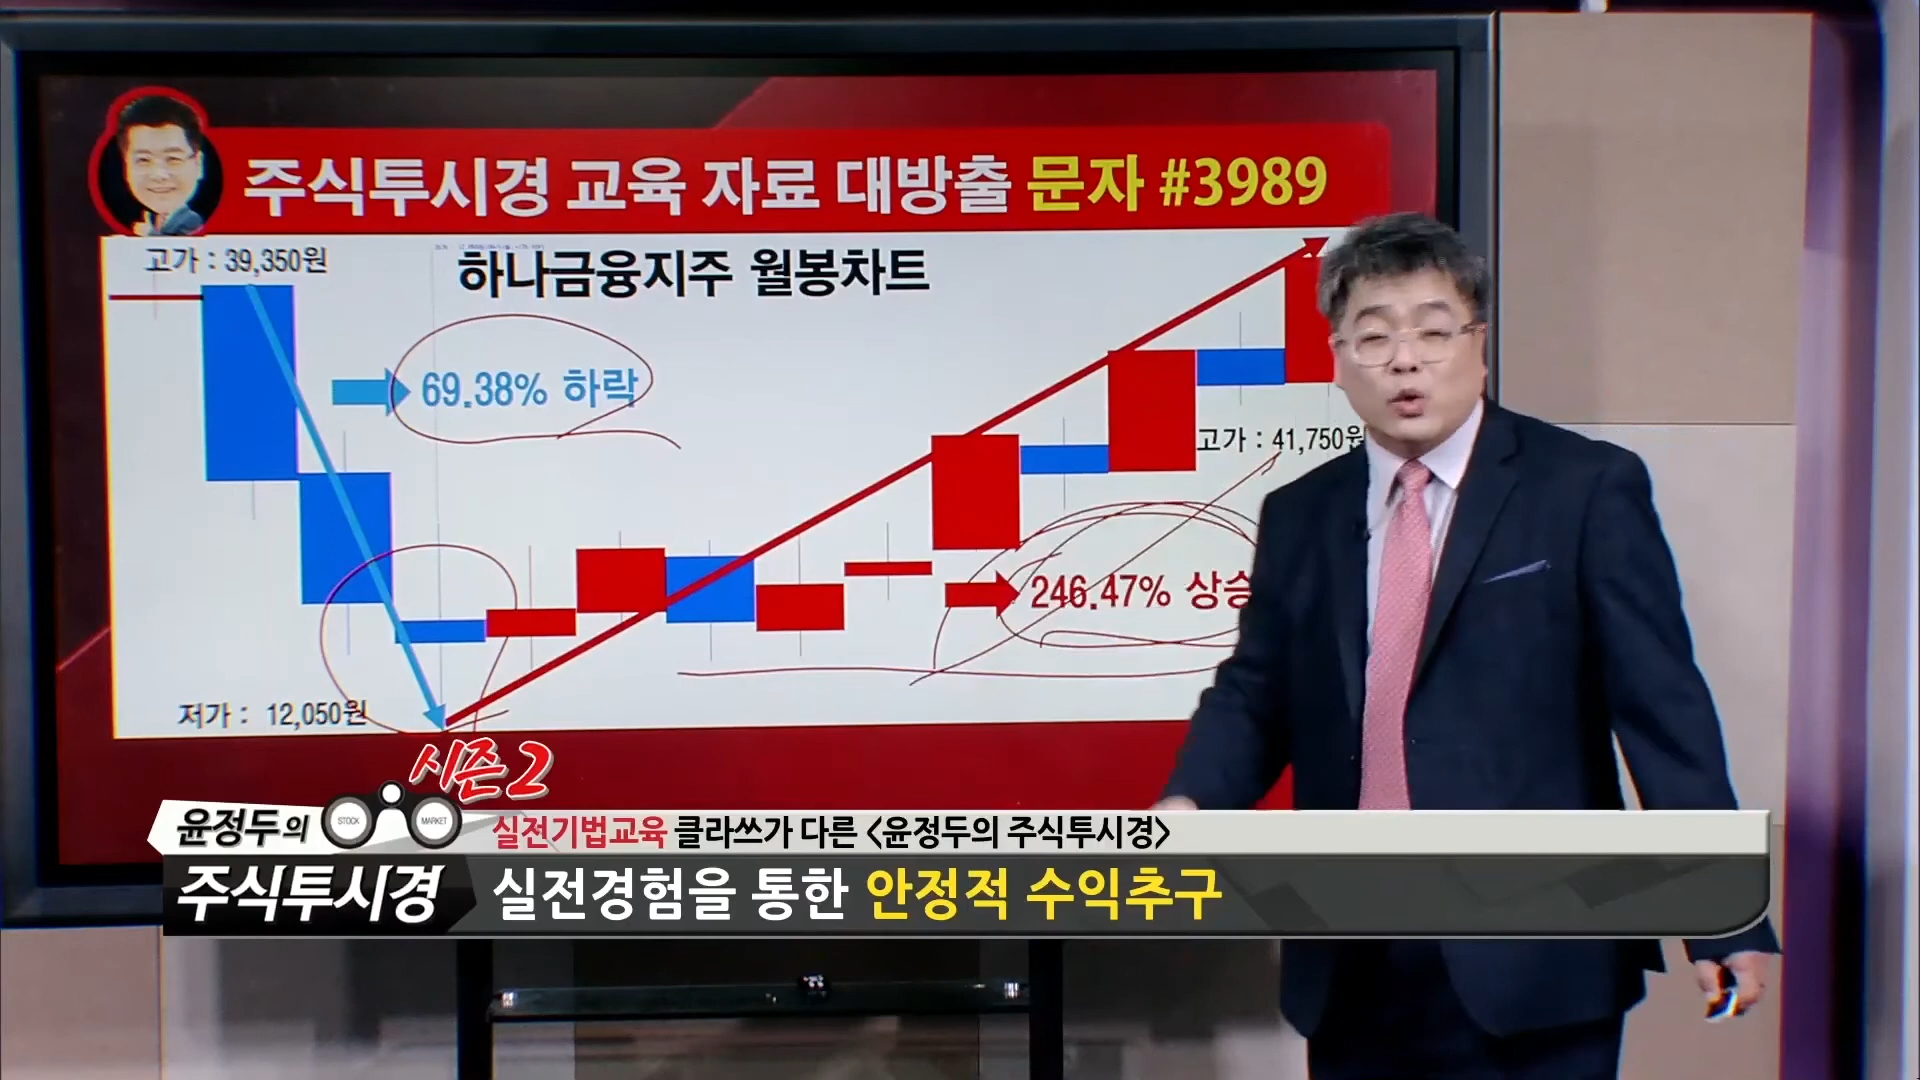 주식투시경 교육 자료 대방출 문자 #3989
고가 : 39,350원
하나금융지주 월봉차트
69.38% 하락
고가 : 41,750원
246.47% 상승
저가 : 12,050원
시즌2
윤정두의
STOCK
MARKET
주식투시경
실전기법교육 클라쓰가 다른 <윤정두의 주식투시경>
실전경험을 통한 안정적 수익추구